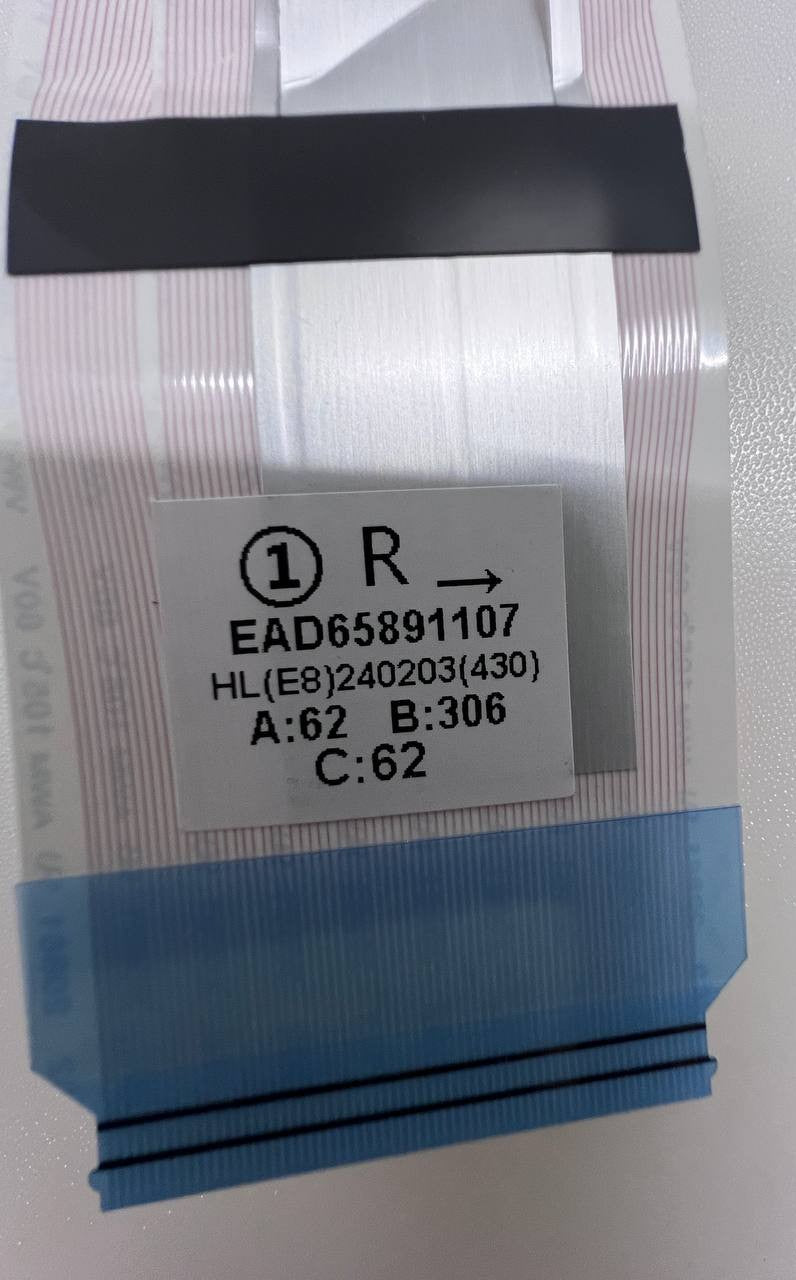 ① R →
EAD65891107
HL(E8)240203(430)
A:62 B:306
C:62